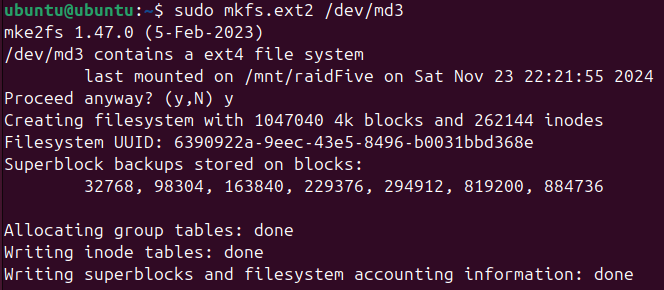 ubuntu@ubuntu:~$ sudo mkfs.ext2 /dev/md3
mke2fs 1.47.0 (5-Feb-2023)
/dev/md3 contains a ext4 file system
        last mounted on /mnt/raidFive on Sat Nov 23 22:21:55 2024
Proceed anyway? (y,N) y
Creating filesystem with 1047040 4k blocks and 262144 inodes
Filesystem UUID: 6390922a-9eec-43e5-8496-b0031bbd368e
Superblock backups stored on blocks:
        32768, 98304, 163840, 229376, 294912, 819200, 884736

Allocating group tables: done
Writing inode tables: done
Writing superblocks and filesystem accounting information: done